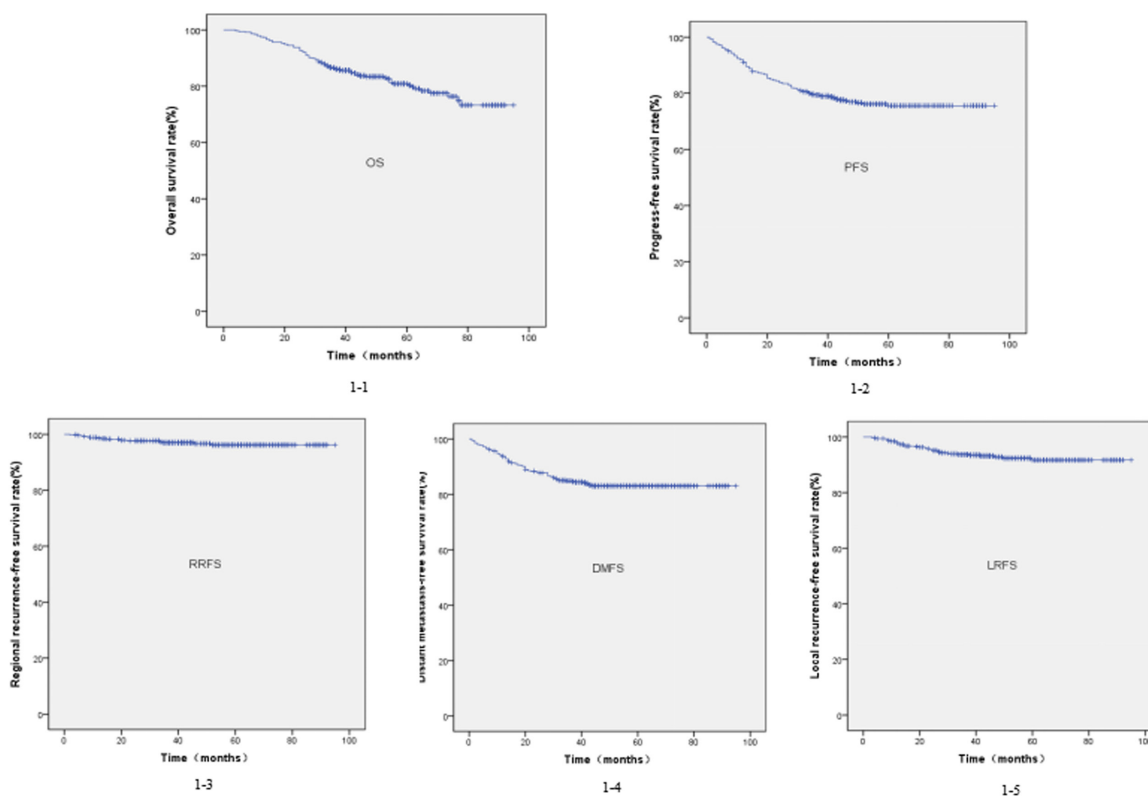 100
80
60
40
20
0
Overall survival rate(%)
OS
0 20 40 60 80 100
Time（months）
1-1
100
80
60
40
20
0
Progress-free survival rate(%)
PFS
0 20 40 60 80 100
Time（months）
1-2
100
80
60
40
20
0
Regional recurrence-free survival rate(%)
RRFS
0 20 40 60 80 100
Time（months）
1-3
100
80
60
40
20
0
Distant metastasis-free survival rate(%)
DMFS
0 20 40 60 80 100
Time（months）
1-4
100
80
60
40
20
0
Local recurrence-free survival rate(%)
LRFS
0 20 40 60 80
Time（months）
1-5